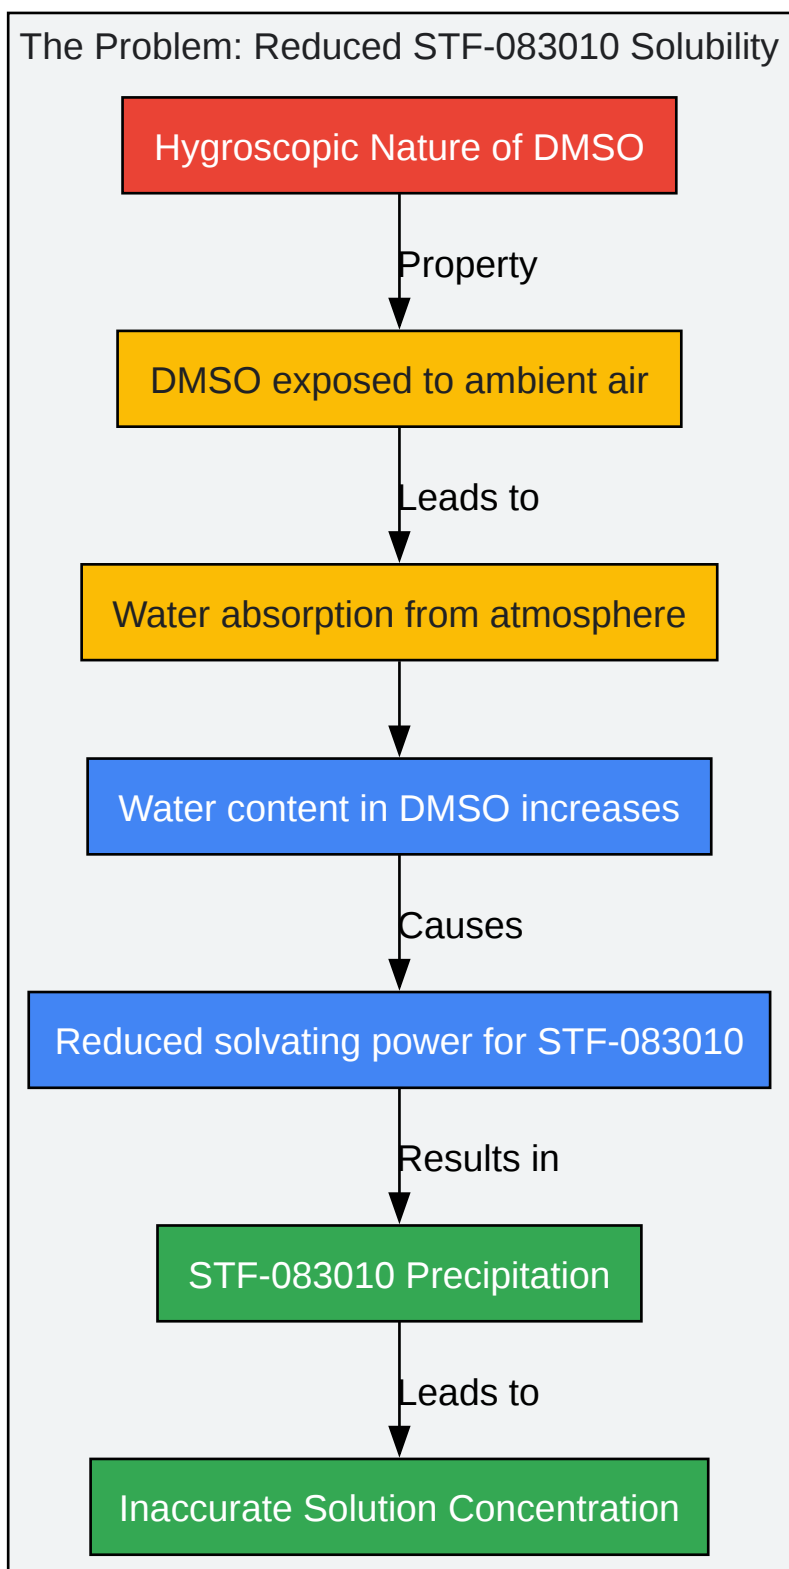 The Problem: Reduced STF-083010 Solubility
Hygroscopic Nature of DMSO
Property
DMSO exposed to ambient air
Leads to
Water absorption from atmosphere
Water content in DMSO increases
Causes
Reduced solvating power for STF-083010
Results in
STF-083010 Precipitation
Leads to
Inaccurate Solution Concentration